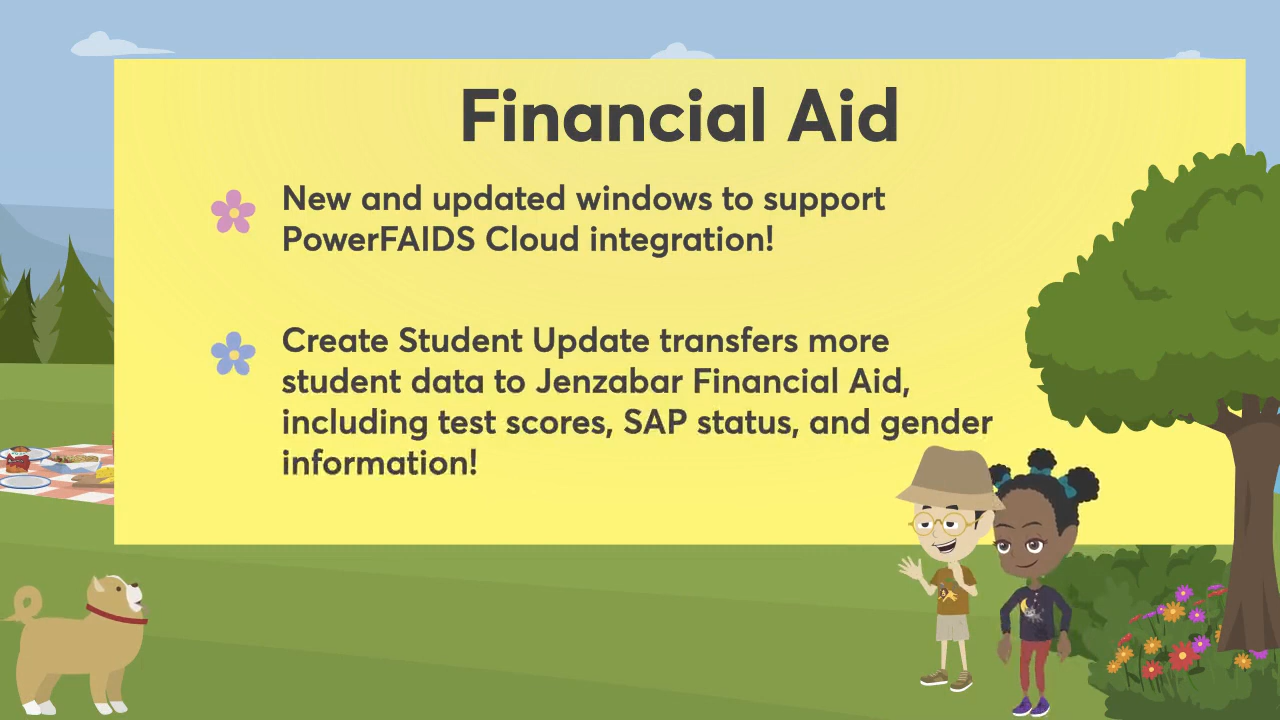 Financial Aid
New and updated windows to support
PowerFAIDS Cloud integration!
Create Student Update transfers more
student data to Jenzabar Financial Aid,
including test scores, SAP status, and gender
information!